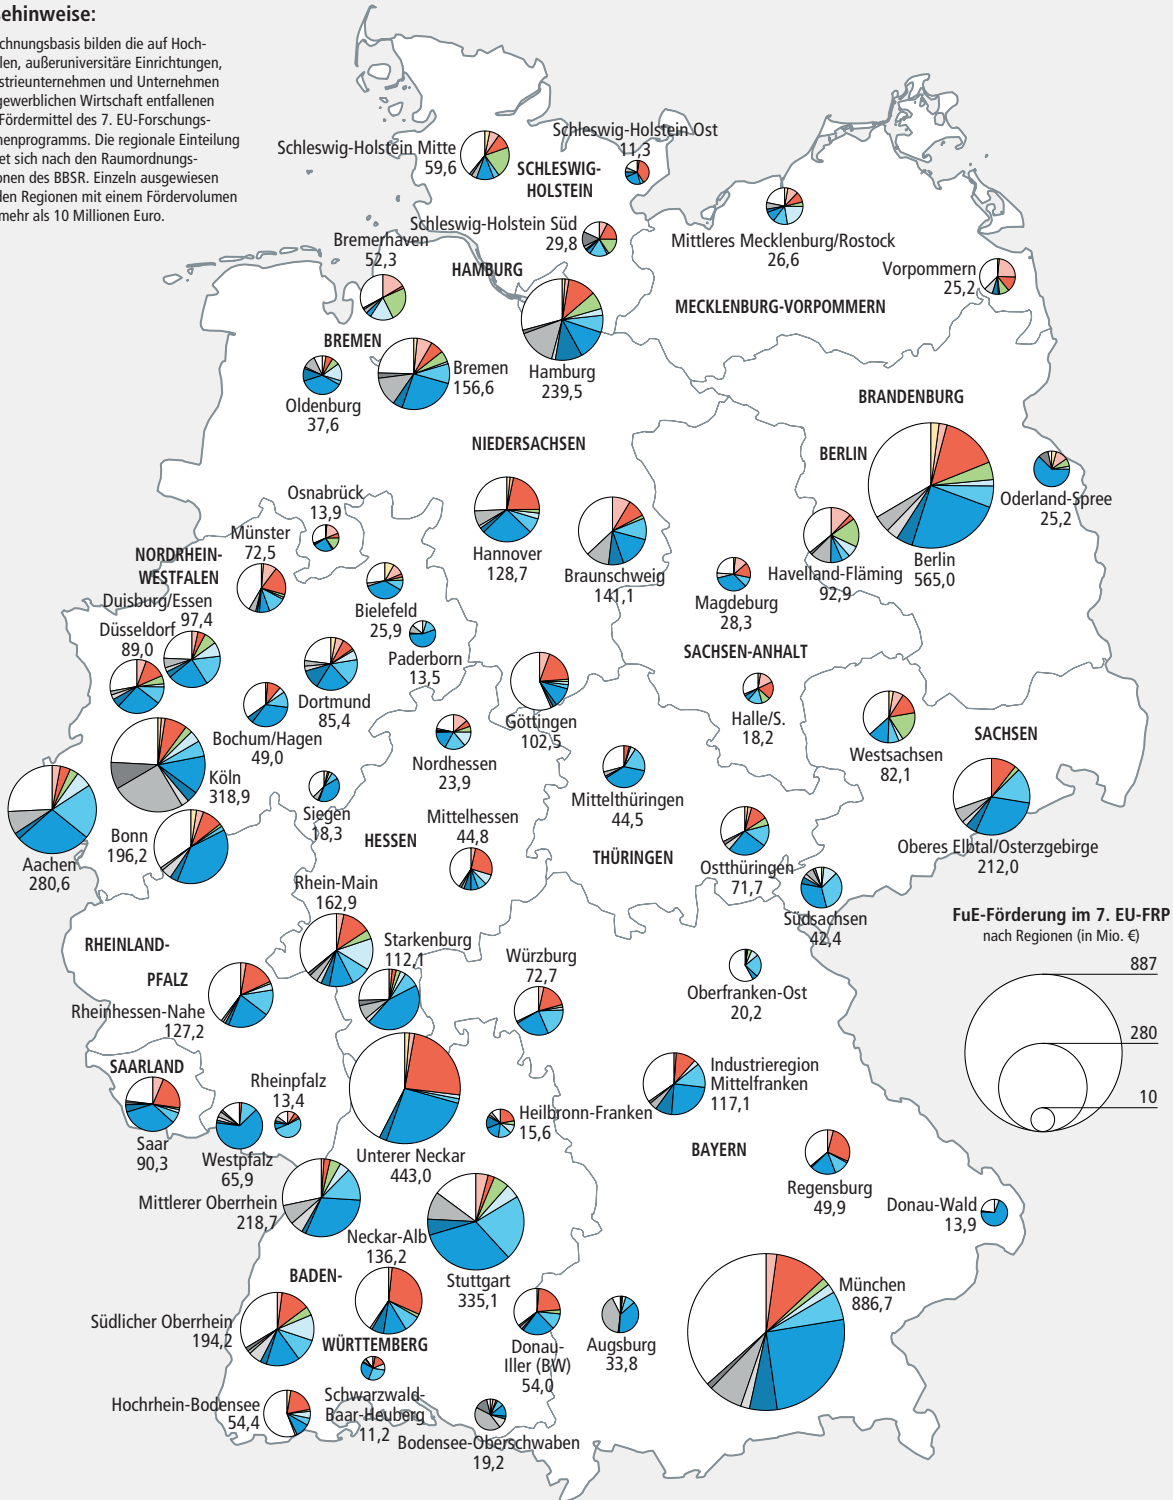 ehinweise:
chnungsbasis bilden die auf Hoch-
len, außeruniversitäre Einrichtungen,
strieunternehmen und Unternehmen
gewerblichen Wirtschaft entfallenen
Fördermittel des 7. EU-Forschungs-
nenprogramms. Die regionale Einteilung
et sich nach den Raumordnungs-
onen des BBSR. Einzeln ausgewiesen
den Regionen mit einem Fördervolumen
mehr als 10 Millionen Euro.
Schleswig-Holstein Mitte
59,6
Schleswig-Holstein Ost
11,3
SCHLESWIG-
HOLSTEIN
Schleswig-Holstein Süd
29,8
Mittleres Mecklenburg/Rostock
26,6
Vorpommern
25,2
MECKLENBURG-VORPOMMERN
Bremerhaven
52,3
HAMBURG
Hamburg
239,5
BREMEN
Bremen
156,6
Oldenburg
37,6
NIEDERSACHSEN
BRANDENBURG
BERLIN
Berlin
565,0
Oderland-Spree
25,2
Havelland-Fläming
92,9
Osnabrück
13,9
Hannover
128,7
Braunschweig
141,1
Magdeburg
28,3
SACHSEN-ANHALT
Halle/S.
18,2
NORDRHEIN-
WESTFALEN
Münster
72,5
Bielefeld
25,9
Paderborn
13,5
Duisburg/Essen
97,4
Düsseldorf
89,0
Dortmund
85,4
Bochum/Hagen
49,0
Göttingen
102,5
Nordhessen
23,9
Westsachsen
82,1
SACHSEN
Oberes Elbtal/Osterzgebirge
212,0
Köln
318,9
Aachen
280,6
Bonn
196,2
Siegen
18,3
HESSEN
Mittelhessen
44,8
Mittelthüringen
44,5
THÜRINGEN
Ostthüringen
71,7
Südsachsen
42,4
Rhein-Main
162,9
Starkenburg
112,1
Würzburg
72,7
Oberfranken-Ost
20,2
RHEINLAND-
PFALZ
Rheinhessen-Nahe
127,2
SAARLAND
Saar
90,3
Westpfalz
65,9
Rheinpfalz
13,4
Unterer Neckar
443,0
Heilbronn-Franken
15,6
Industrieregion
Mittelfranken
117,1
BAYERN
Regensburg
49,9
Donau-Wald
13,9
Mittlerer Oberrhein
218,7
Neckar-Alb
136,2
Stuttgart
335,1
BADEN-
WÜRTTEMBERG
Südlicher Oberrhein
194,2
Donau-
Iller (BW)
54,0
Augsburg
33,8
München
886,7
Hochrhein-Bodensee
54,4
Schwarzwald-
Baar-Heuberg
11,2
Bodensee-Oberschwaben
19,2
FuE-Förderung im 7. EU-FRP
nach Regionen (in Mio. €)
887
280
10